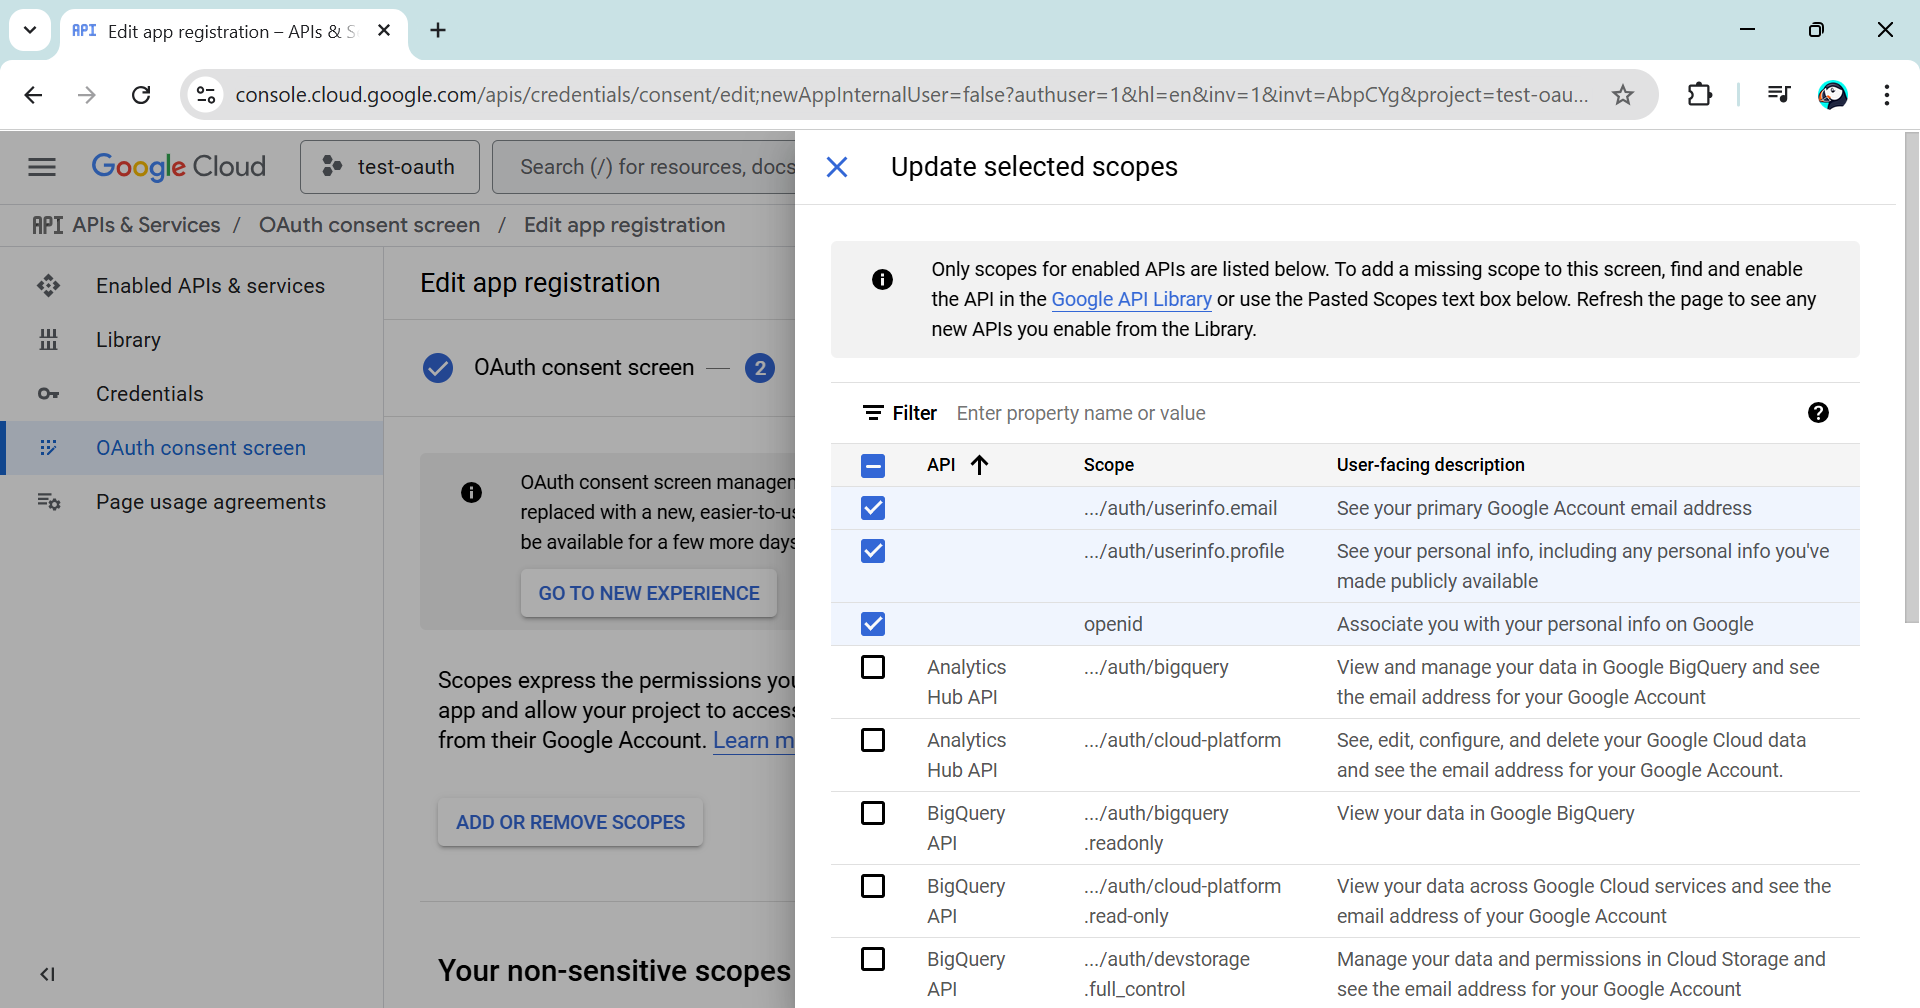 API Edit app registration – APIs & S
console.cloud.google.com/apis/credentials/consent/edit;newAppInternalUser=false?authuser=1&hl=en&inv=1&invt=AbpCYg&project=test-oau...
Google Cloud
test-oauth
Search (/) for resources, docs
API APIs & Services / OAuth consent screen / Edit app registration
Enabled APIs & services
Library
Credentials
OAuth consent screen
Page usage agreements
Edit app registration
OAuth consent screen — 2
OAuth consent screen managem
replaced with a new, easier-to-us
be available for a few more days
GO TO NEW EXPERIENCE
Scopes express the permissions you
app and allow your project to access
from their Google Account. Learn m
ADD OR REMOVE SCOPES
Your non-sensitive scopes
Update selected scopes
Only scopes for enabled APIs are listed below. To add a missing scope to this screen, find and enable
the API in the Google API Library or use the Pasted Scopes text box below. Refresh the page to see any
new APIs you enable from the Library.
Filter Enter property name or value
API Scope User-facing description
.../auth/userinfo.email See your primary Google Account email address
.../auth/userinfo.profile See your personal info, including any personal info you've
made publicly available
openid Associate you with your personal info on Google
Analytics .../auth/bigquery View and manage your data in Google BigQuery and see
Hub API the email address for your Google Account
Analytics .../auth/cloud-platform See, edit, configure, and delete your Google Cloud data
Hub API and see the email address for your Google Account.
BigQuery .../auth/bigquery View your data in Google BigQuery
API .readonly
BigQuery .../auth/cloud-platform View your data across Google Cloud services and see the
API .read-only email address of your Google Account
BigQuery .../auth/devstorage Manage your data and permissions in Cloud Storage and
API .full_control see the email address for your Google Account